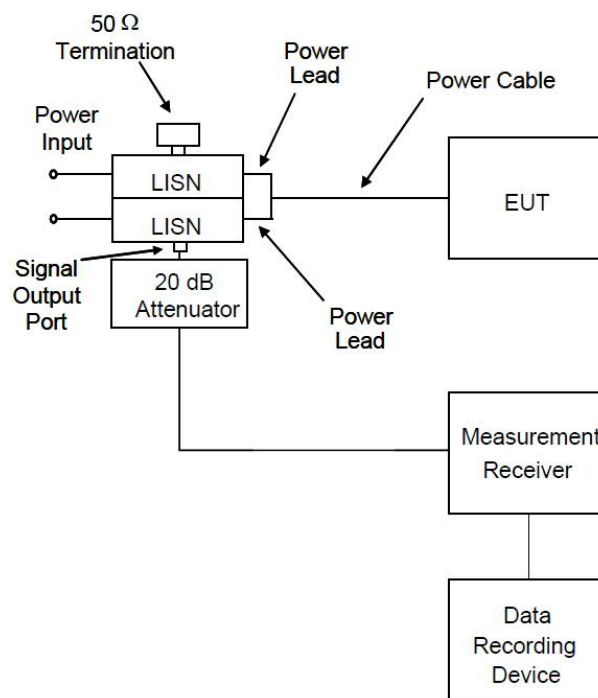 50 Ω
Termination
Power
Lead
Power Cable
Power
Input
LISN
LISN
EUT
Signal
Output
Port
20 dB
Attenuator
Power
Lead
Measurement
Receiver
Data
Recording
Device